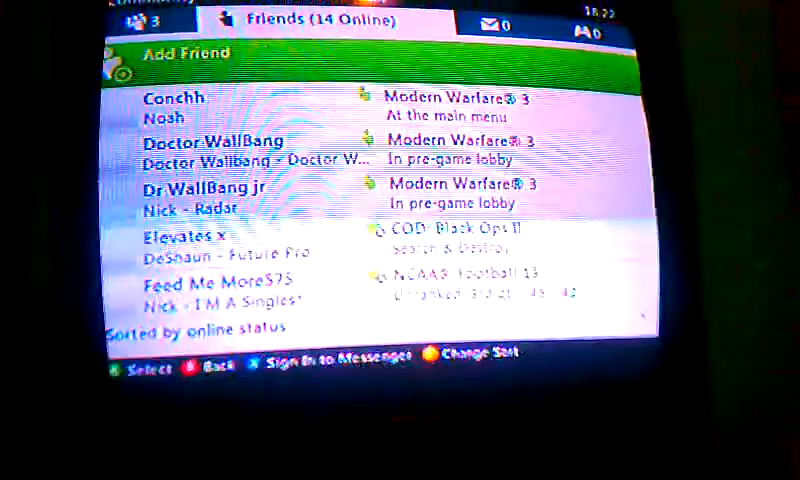 18:22
3
Friends (14 Online)
0
0
Add Friend
Conchh
Modern Warfare® 3
Noah
At the main menu
Doctor WallBang
Modern Warfare® 3
Doctor Wallbang - Doctor W...
In pre-game lobby
Dr WallBang jr
Modern Warfare® 3
Nick - Radar
In pre-game lobby
Elevates x
COD: Black Ops II
DeShaun - Future Pro
Search & Destroy
Feed Me More575
NCAA® Football 13
Nick - I M A Singles*
Sorted by online status
Select
Back
Sign In to Messenger
Change Sort